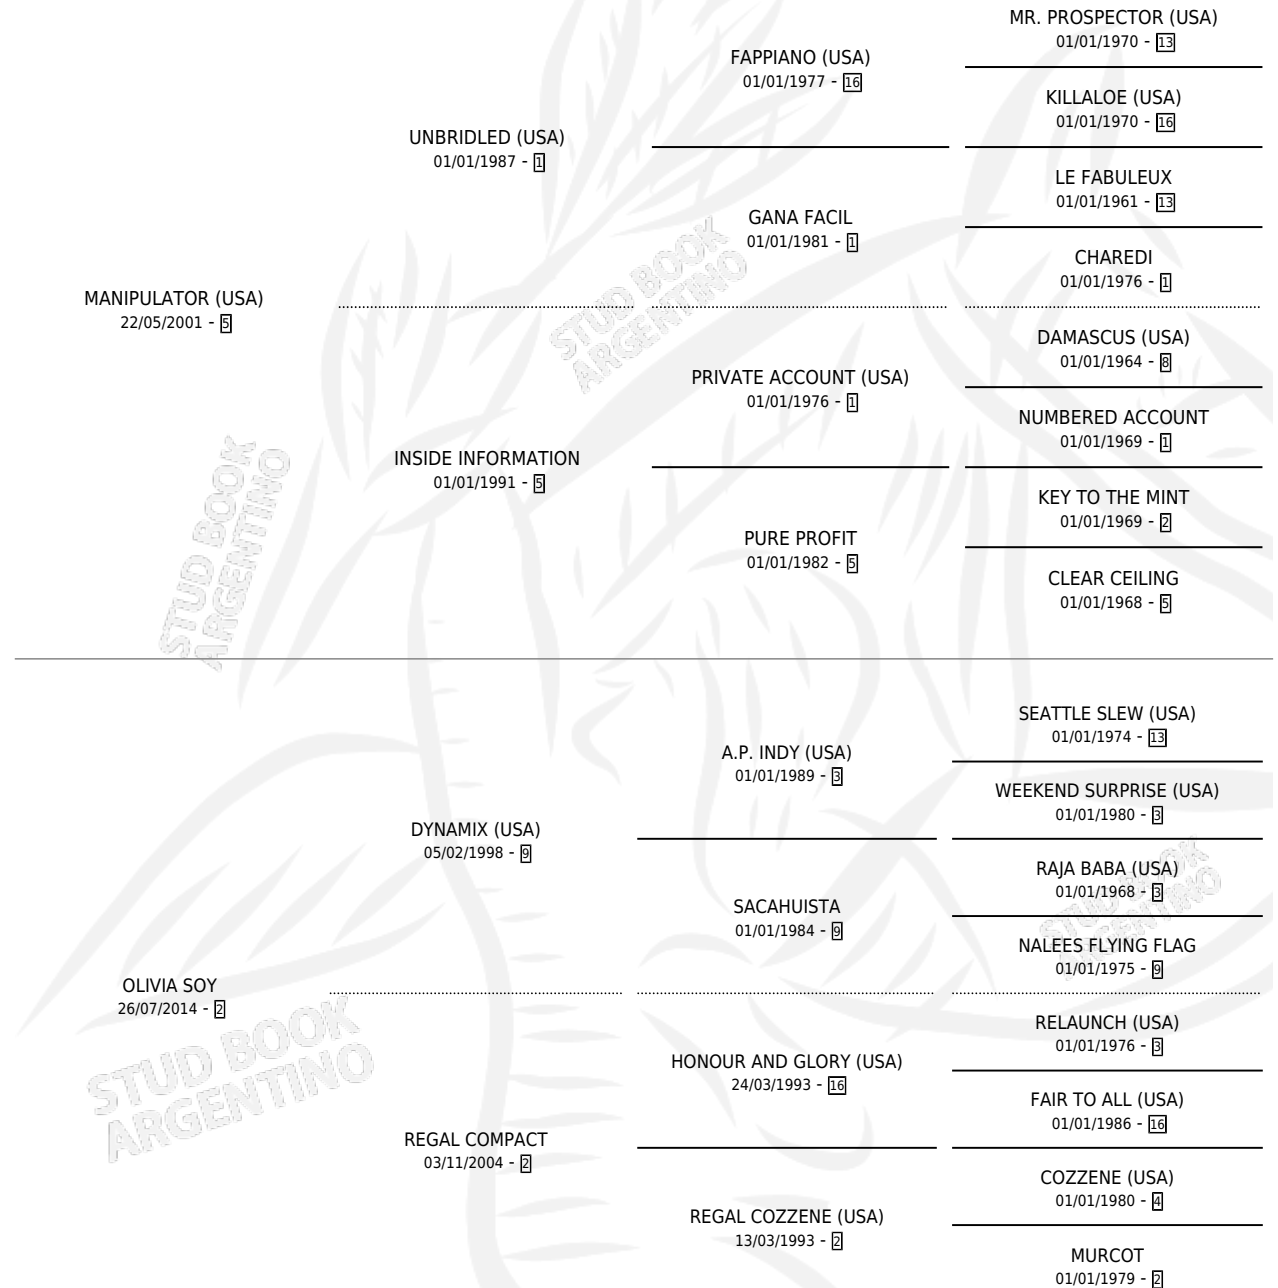 MR. PROSPECTOR (USA)
01/01/1970 - 13
FAPPIANO (USA)
01/01/1977 - 16
KILLALOE (USA)
01/01/1970 - 16
UNBRIDLED (USA)
01/01/1987 - 1
LE FABULEUX
01/01/1961 - 13
GANA FACIL
01/01/1981 - 1
CHAREDI
01/01/1976 - 1
MANIPULATOR (USA)
22/05/2001 - 5
DAMASCUS (USA)
01/01/1964 - 8
PRIVATE ACCOUNT (USA)
01/01/1976 - 1
NUMBERED ACCOUNT
01/01/1969 - 1
INSIDE INFORMATION
01/01/1991 - 5
KEY TO THE MINT
01/01/1969 - 2
PURE PROFIT
01/01/1982 - 5
CLEAR CEILING
01/01/1968 - 5
SEATTLE SLEW (USA)
01/01/1974 - 13
A.P. INDY (USA)
01/01/1989 - 3
WEEKEND SURPRISE (USA)
01/01/1980 - 3
DYNAMIX (USA)
05/02/1998 - 9
RAJA BABA (USA)
01/01/1968 - 3
SACAHUISTA
01/01/1984 - 9
NALEES FLYING FLAG
01/01/1975 - 9
OLIVIA SOY
26/07/2014 - 2
RELAUNCH (USA)
01/01/1976 - 3
HONOUR AND GLORY (USA)
24/03/1993 - 16
FAIR TO ALL (USA)
01/01/1986 - 16
REGAL COMPACT
03/11/2004 - 2
COZZENE (USA)
01/01/1980 - 4
REGAL COZZENE (USA)
13/03/1993 - 2
MURCOT
01/01/1979 - 2
STUD BOOK
ARGENTINO
STUD BOOK
ARGENTINO
STUD BOOK
ARGENTINO
STUD BOOK
ARGENTINO